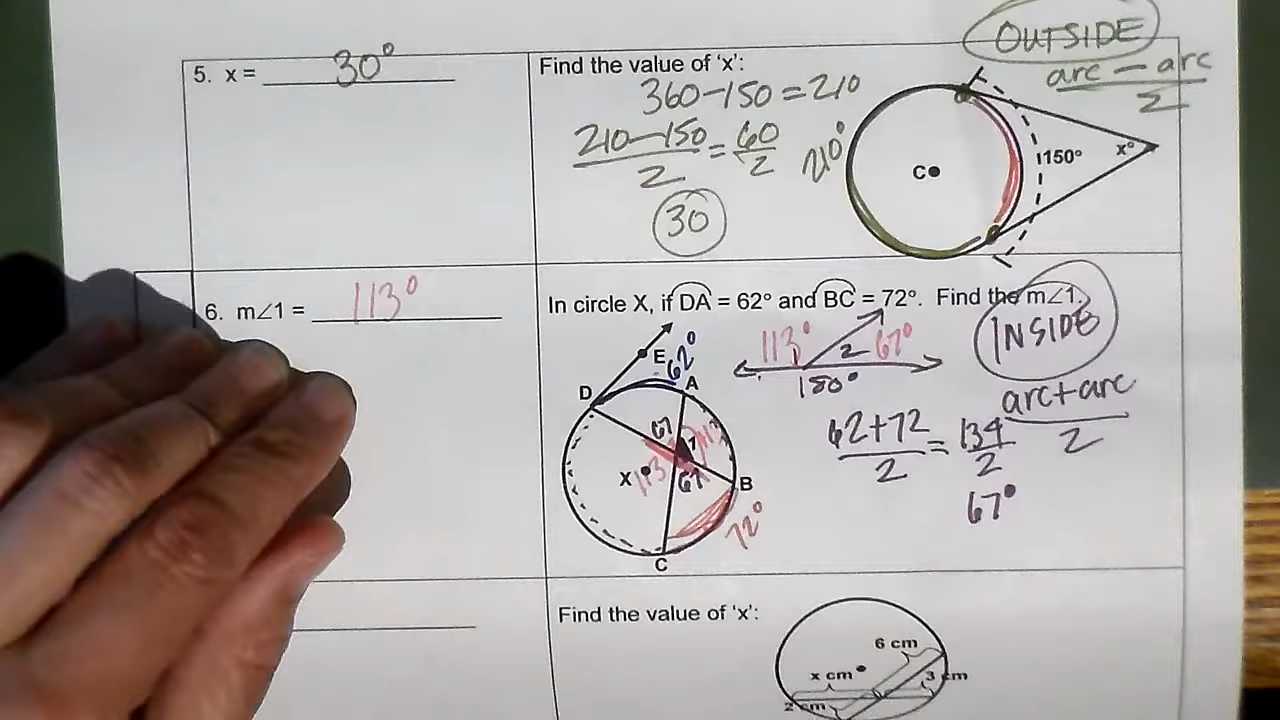 OUTSIDE
arc - arc
2
5. x = 30°
Find the value of 'x':
360-150=210
210-150 = 60
2 2
30
210°
C
150°
x°
6. m∠1 = 113°
In circle X, if DA = 62° and BC = 72°. Find the m∠1.
INSIDE
arc+arc
2
113° 2 67°
180°
62+72 = 134
2 2
67°
E
62°
D
A
67
113
X
113
67
B
72°
C
Find the value of 'x':
6 cm
x cm
3 cm
2 cm